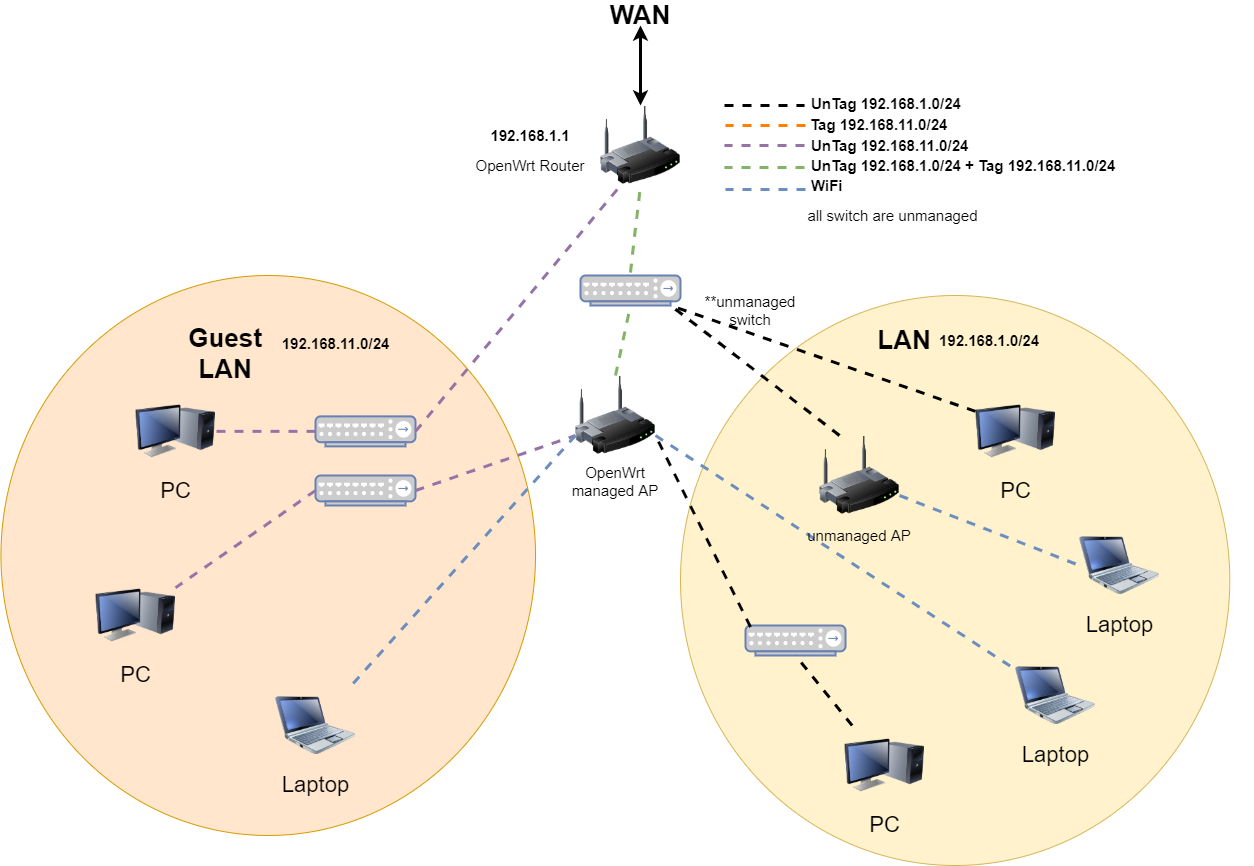 WAN
192.168.1.1
OpenWrt Router
UnTag 192.168.1.0/24
Tag 192.168.11.0/24
UnTag 192.168.11.0/24
UnTag 192.168.1.0/24 + Tag 192.168.11.0/24
WiFi
all switch are unmanaged
**unmanaged
switch
Guest
LAN
192.168.11.0/24
LAN
192.168.1.0/24
PC
OpenWrt
managed AP
PC
unmanaged AP
Laptop
PC
Laptop
Laptop
PC